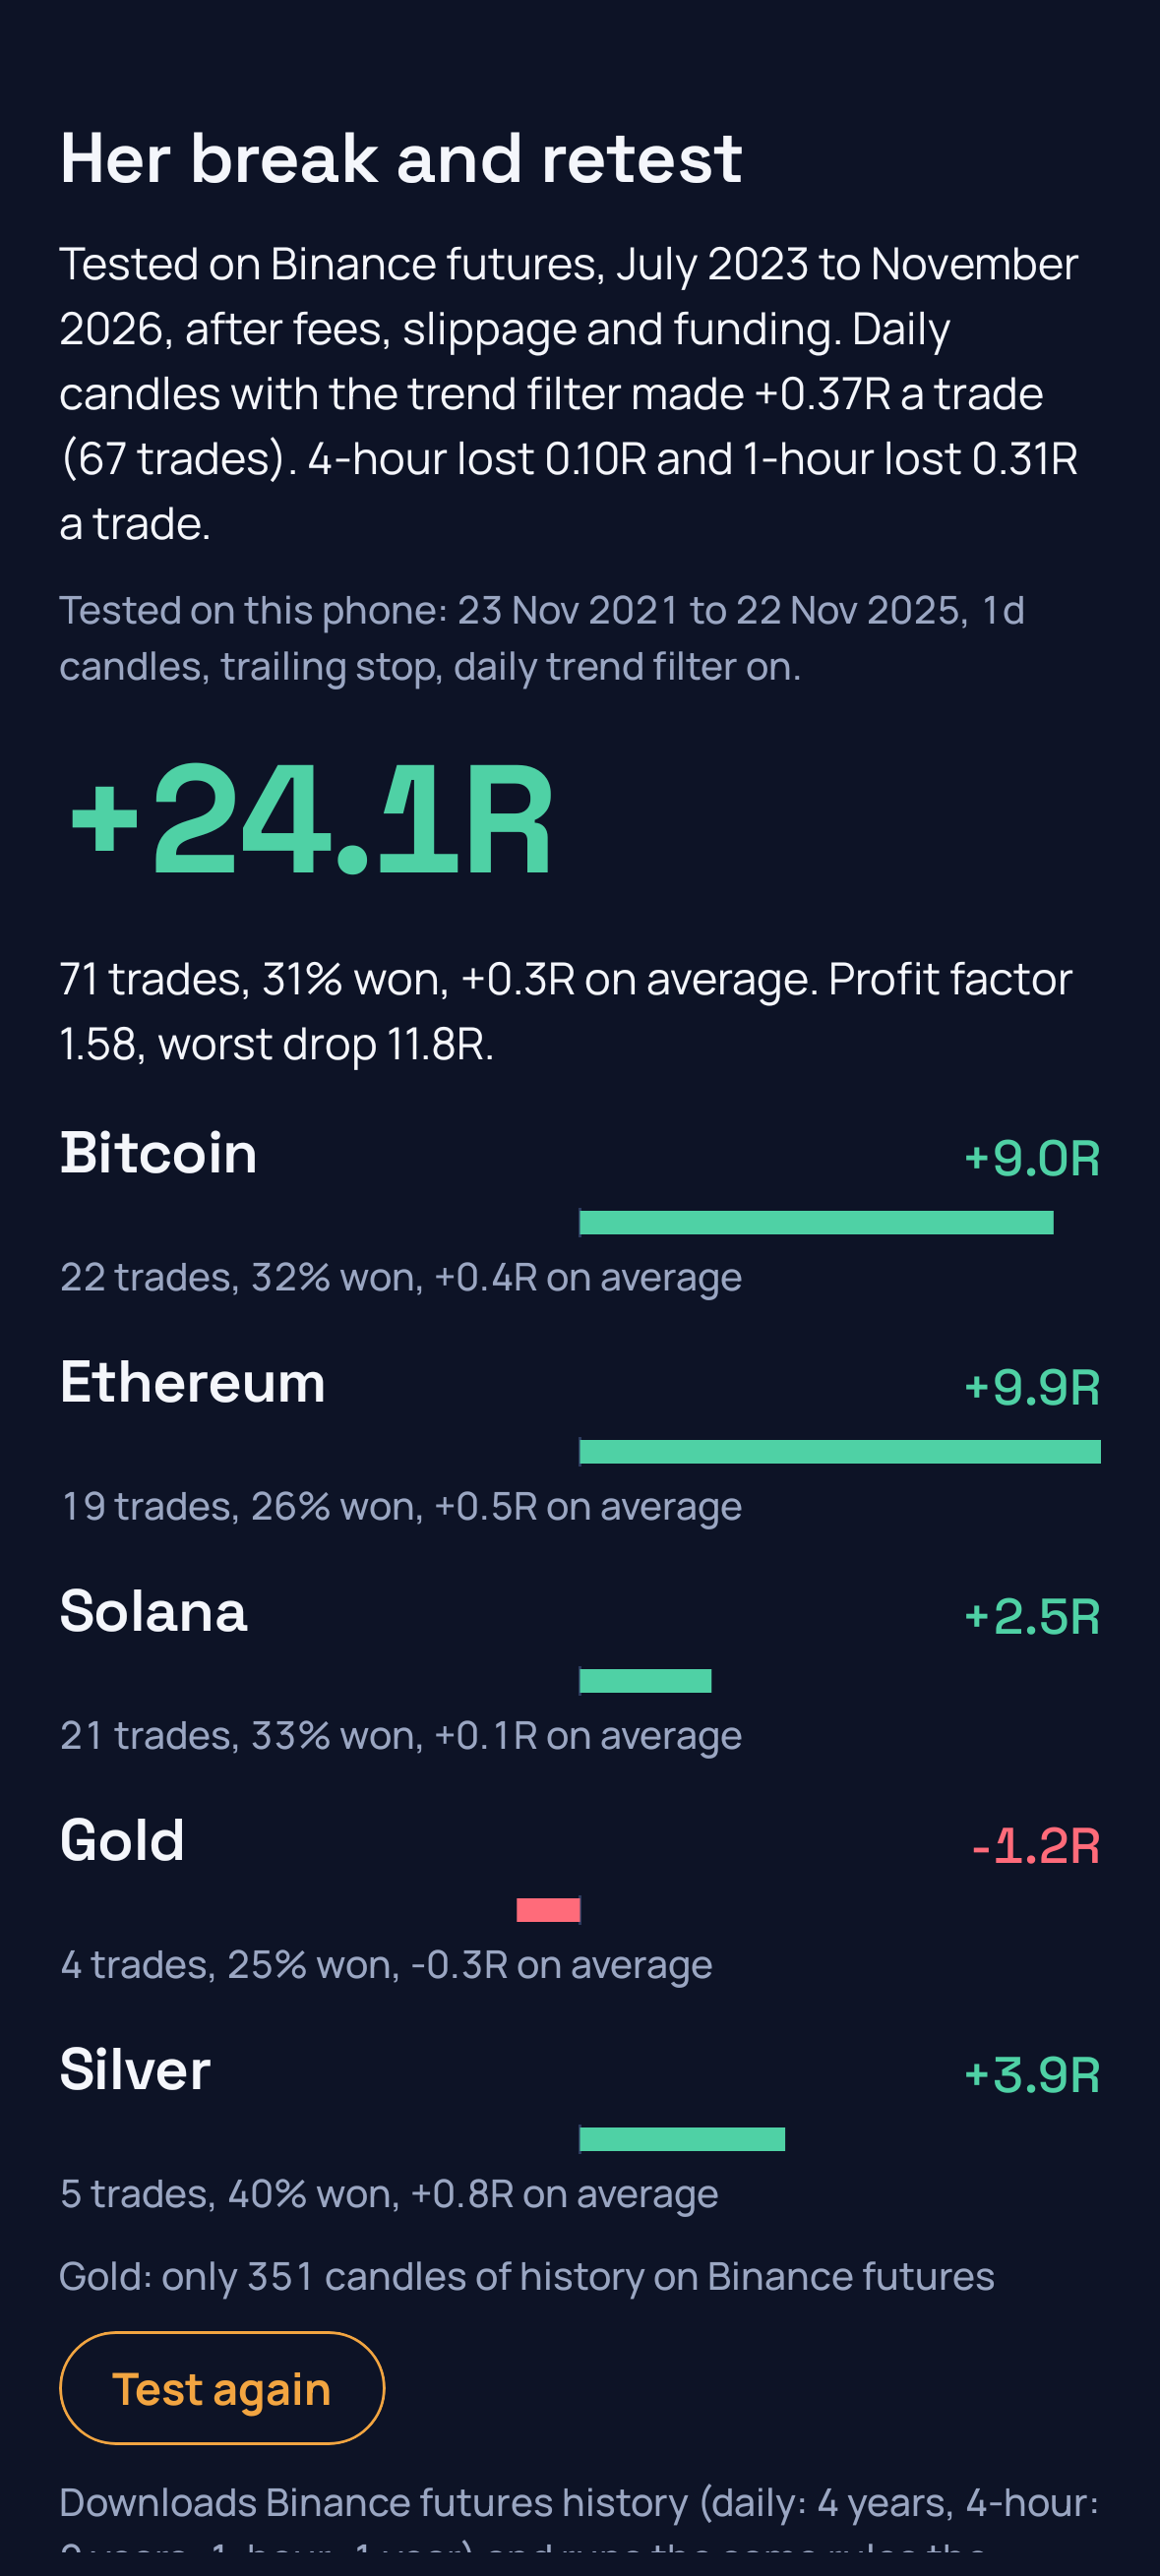 Her break and retest
Tested on Binance futures, July 2023 to November
2026, after fees, slippage and funding. Daily
candles with the trend filter made +0.37R a trade
(67 trades). 4-hour lost 0.10R and 1-hour lost 0.31R
a trade.
Tested on this phone: 23 Nov 2021 to 22 Nov 2025, 1d
candles, trailing stop, daily trend filter on.
+24.1R
71 trades, 31% won, +0.3R on average. Profit factor
1.58, worst drop 11.8R.
Bitcoin +9.0R
22 trades, 32% won, +0.4R on average
Ethereum +9.9R
19 trades, 26% won, +0.5R on average
Solana +2.5R
21 trades, 33% won, +0.1R on average
Gold -1.2R
4 trades, 25% won, -0.3R on average
Silver +3.9R
5 trades, 40% won, +0.8R on average
Gold: only 351 candles of history on Binance futures
Test again
Downloads Binance futures history (daily: 4 years, 4-hour: